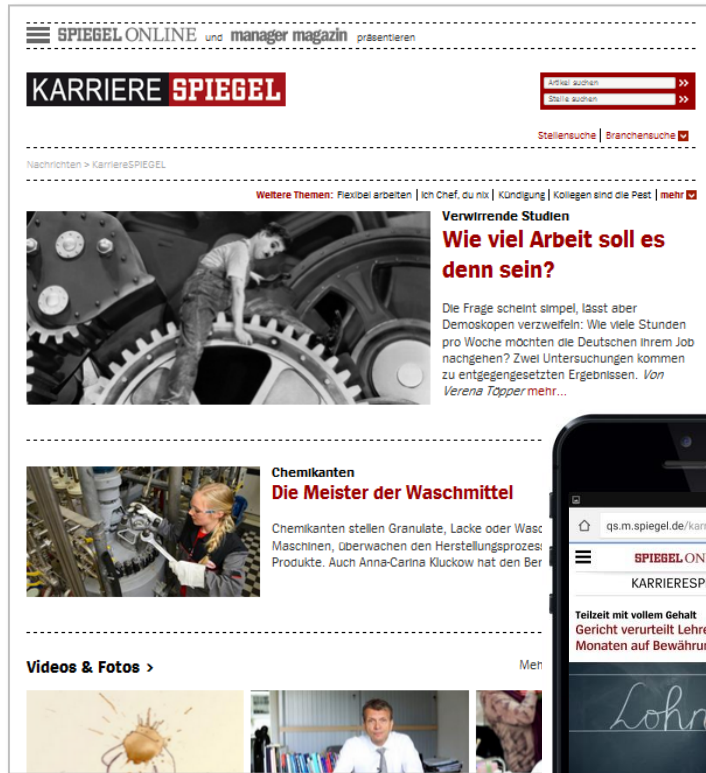 SPIEGEL ONLINE und manager magazin präsentieren
KARRIERE SPIEGEL
Artikel suchen
Stelle suchen
Stellensuche | Branchensuche
Nachrichten > KarriereSPIEGEL
Weitere Themen: Flexibel arbeiten | Ich Chef, du nix | Kündigung | Kollegen sind die Pest | mehr
Verwirrende Studien
Wie viel Arbeit soll es
denn sein?
Die Frage scheint simpel, lässt aber
Demoskopen verzweifeln: Wie viele Stunden
pro Woche möchten die Deutschen ihrem Job
nachgehen? Zwei Untersuchungen kommen
zu entgegengesetzten Ergebnissen. Von
Verena Töpper mehr...
Chemikanten
Die Meister der Waschmittel
Chemikanten stellen Granulate, Lacke oder Wasc
Maschinen, überwachen den Herstellungsprozes
Produkte. Auch Anna-Carina Kluckow hat den Ber
Videos & Fotos >
Meh
qs.m.spiegel.de/karr
SPIEGEL ON
KARRIERESP
Teilzeit mit vollem Gehalt
Gericht verurteilt Lehre
Monaten auf Bewähru
Lohn